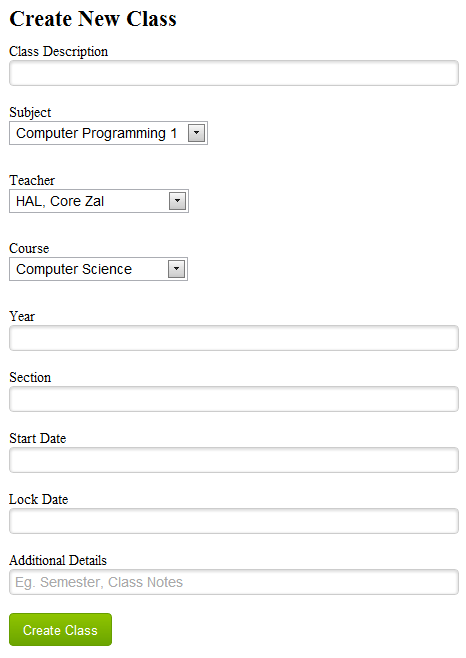 Create New Class
Class Description
Subject
Computer Programming 1
Teacher
HAL, Core Zal
Course
Computer Science
Year
Section
Start Date
Lock Date
Additional Details
Eg. Semester, Class Notes
Create Class